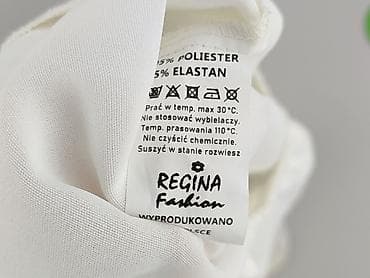 95% POLIESTER
5% ELASTAN
Prać w temp. max 30°C.
Nie stosować wybielaczy.
Temp. prasowania 110°C.
Nie czyścić chemicznie.
Suszyć w stanie rozwiesz
REGINA
Fashion
WYPRODUKOWANO